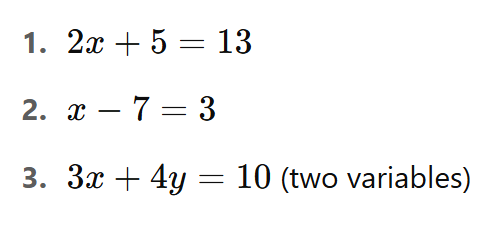 1. 2x + 5 = 13
2. x − 7 = 3
3. 3x + 4y = 10 (two variables)